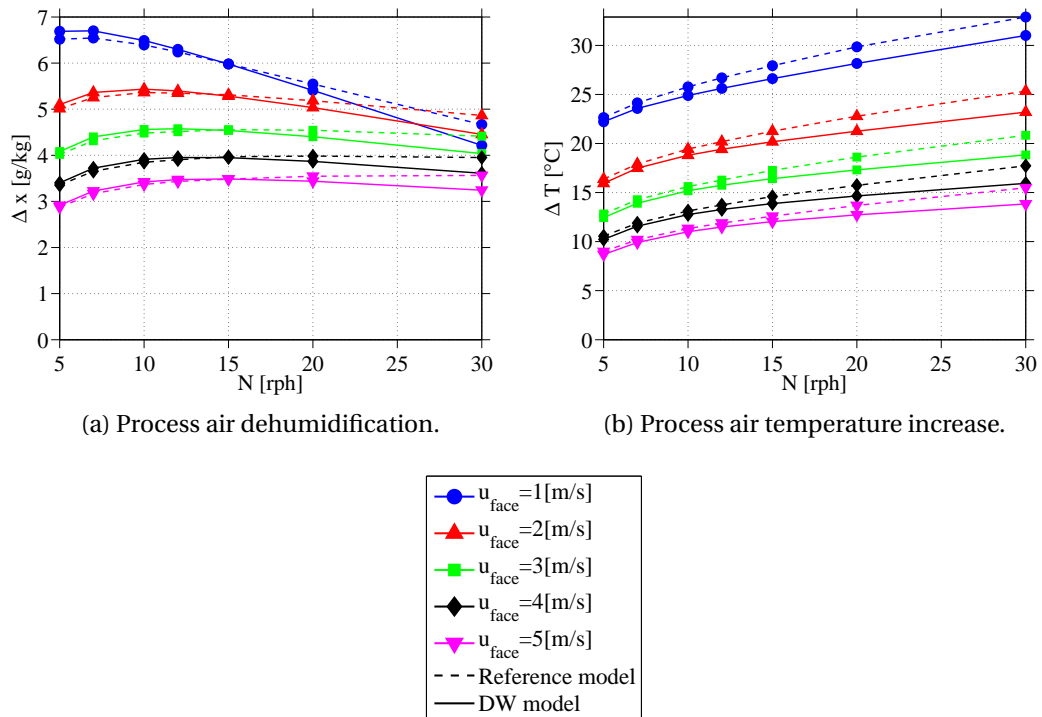 7
6
5
4
3
2
1
0
5 10 15 20 25 30
Δ x [g/kg]
N [rph]
(a) Process air dehumidification.
30
25
20
15
10
5
0
5 10 15 20 25 30
Δ T [°C]
N [rph]
(b) Process air temperature increase.
u_face=1[m/s]
u_face=2[m/s]
u_face=3[m/s]
u_face=4[m/s]
u_face=5[m/s]
Reference model
DW model